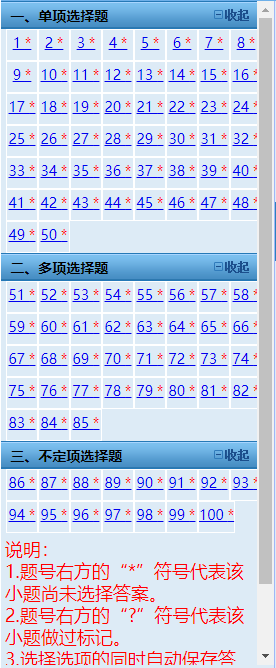 一、单项选择题 收起
1 * 2 * 3 * 4 * 5 * 6 * 7 * 8 *
9 * 10 * 11 * 12 * 13 * 14 * 15 * 16 *
17 * 18 * 19 * 20 * 21 * 22 * 23 * 24 *
25 * 26 * 27 * 28 * 29 * 30 * 31 * 32 *
33 * 34 * 35 * 36 * 37 * 38 * 39 * 40 *
41 * 42 * 43 * 44 * 45 * 46 * 47 * 48 *
49 * 50 *
二、多项选择题 收起
51 * 52 * 53 * 54 * 55 * 56 * 57 * 58 *
59 * 60 * 61 * 62 * 63 * 64 * 65 * 66 *
67 * 68 * 69 * 70 * 71 * 72 * 73 * 74 *
75 * 76 * 77 * 78 * 79 * 80 * 81 * 82 *
83 * 84 * 85 *
三、不定项选择题 收起
86 * 87 * 88 * 89 * 90 * 91 * 92 * 93 *
94 * 95 * 96 * 97 * 98 * 99 * 100 *
说明：
1.题号右方的“*”符号代表该
小题尚未选择答案。
2.题号右方的“?”符号代表该
小题做过标记。
3.选择选项的同时自动保存答